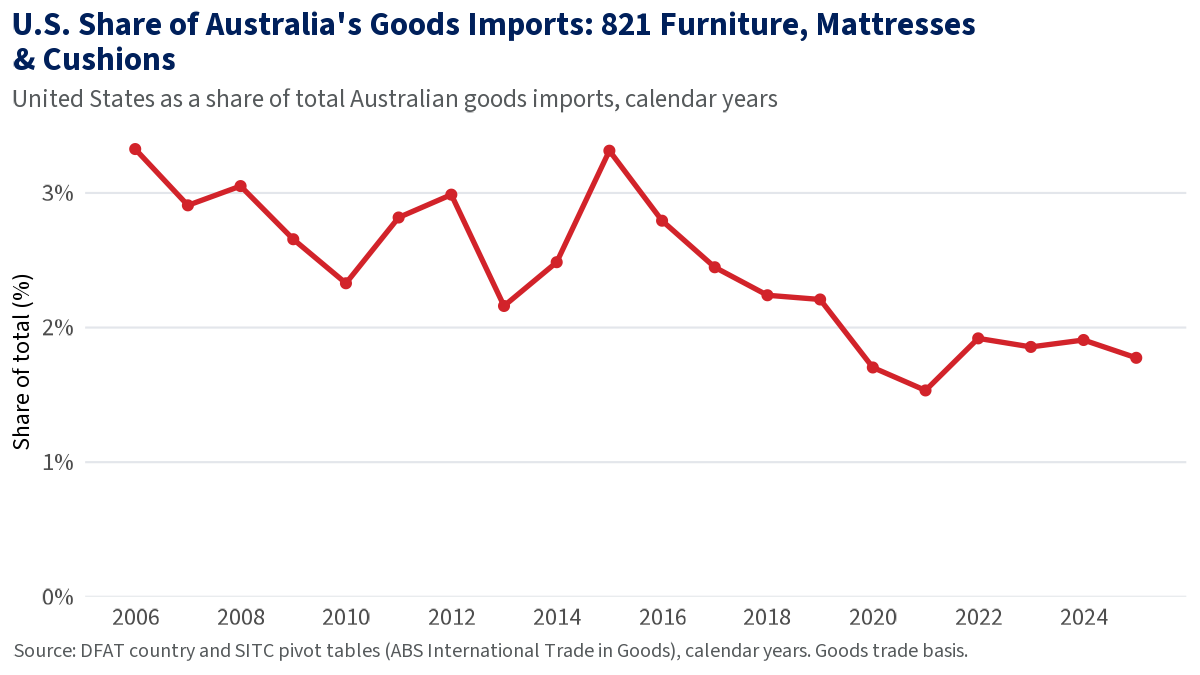 U.S. Share of Australia's Goods Imports: 821 Furniture, Mattresses
& Cushions
United States as a share of total Australian goods imports, calendar years
Share of total (%)
3%
2%
1%
0%
2006 2008 2010 2012 2014 2016 2018 2020 2022 2024
Source: DFAT country and SITC pivot tables (ABS International Trade in Goods), calendar years. Goods trade basis.